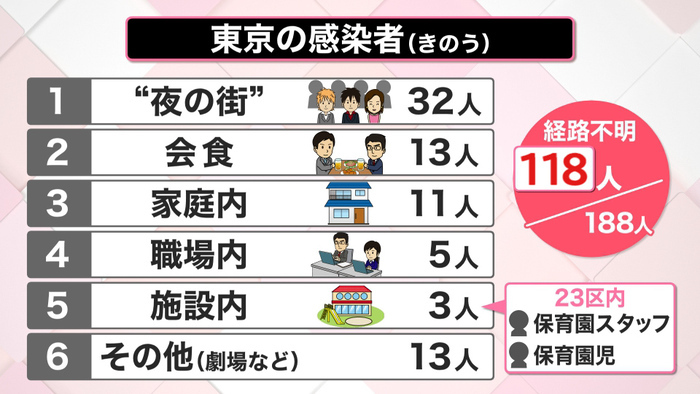 東京の感染者(きのう)
1 “夜の街” 32人
2 会食 13人
3 家庭内 11人
4 職場内 5人
5 施設内 3人
6 その他(劇場など) 13人
経路不明
118人
188人
23区内
保育園スタッフ
保育園児